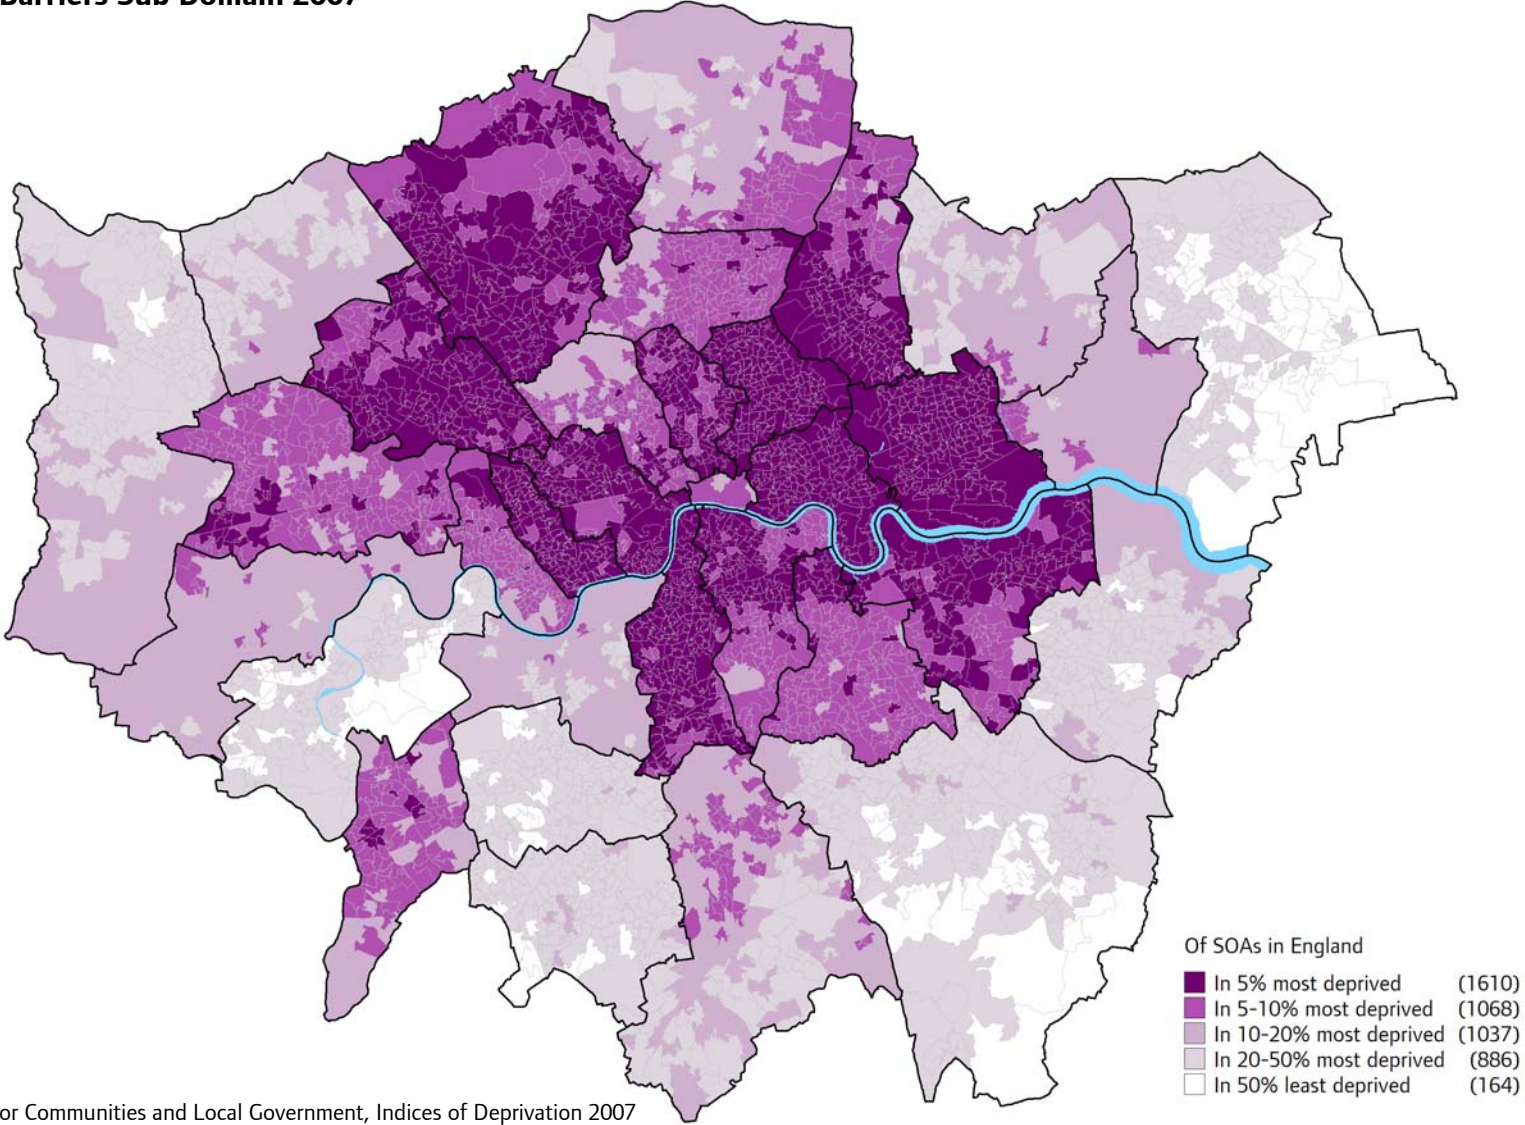 Barriers Sub-Domain 2007
Of SOAs in England
In 5% most deprived (1610)
In 5-10% most deprived (1068)
In 10-20% most deprived (1037)
In 20-50% most deprived (886)
In 50% least deprived (164)
or Communities and Local Government, Indices of Deprivation 2007